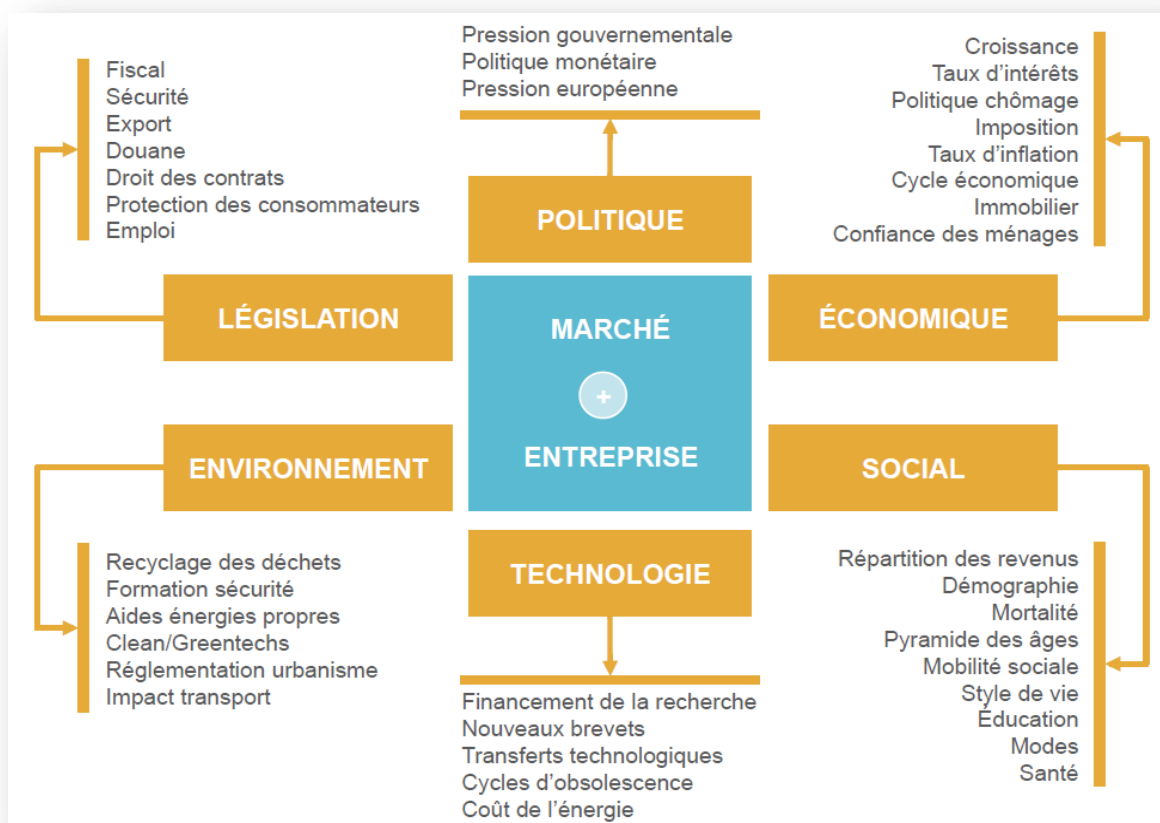 Pression gouvernementale
Politique monétaire
Pression européenne
Fiscal
Sécurité
Export
Douane
Droit des contrats
Protection des consommateurs
Emploi
Croissance
Taux d'intérêts
Politique chômage
Imposition
Taux d'inflation
Cycle économique
Immobilier
Confiance des ménages
POLITIQUE
LÉGISLATION
MARCHÉ
+
ENTREPRISE
ÉCONOMIQUE
ENVIRONNEMENT
SOCIAL
TECHNOLOGIE
Recyclage des déchets
Formation sécurité
Aides énergies propres
Clean/Greentechs
Réglementation urbanisme
Impact transport
Financement de la recherche
Nouveaux brevets
Transferts technologiques
Cycles d'obsolescence
Coût de l'énergie
Répartition des revenus
Démographie
Mortalité
Pyramide des âges
Mobilité sociale
Style de vie
Éducation
Modes
Santé